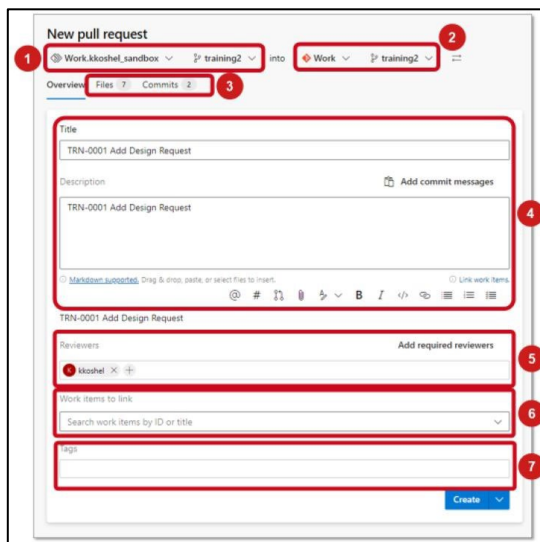 New pull request
1 Work.kkoshel_sandbox training2 into Work training2 2
Overview Files 7 Commits 2 3
Title
TRN-0001 Add Design Request
Description Add commit messages
TRN-0001 Add Design Request
4
Markdown supported. Drag & drop, paste, or select files to insert. Link work items.
@ # B I </>
TRN-0001 Add Design Request
Reviewers Add required reviewers
5
K kkoshel × +
Work items to link
Search work items by ID or title 6
Tags
7
Create